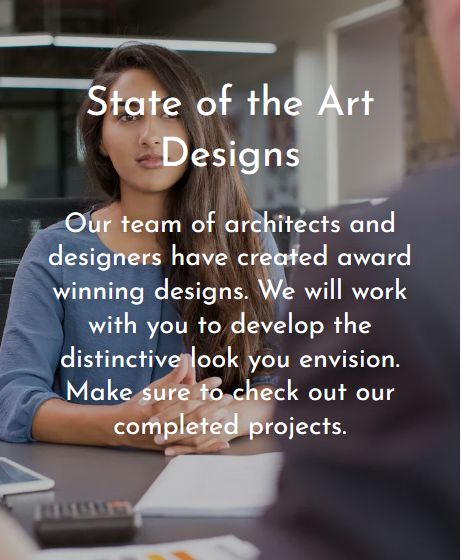 State of the Art
Designs
Our team of architects and
designers have created award
winning designs. We will work
with you to develop the
distinctive look you envision.
Make sure to check out our
completed projects.